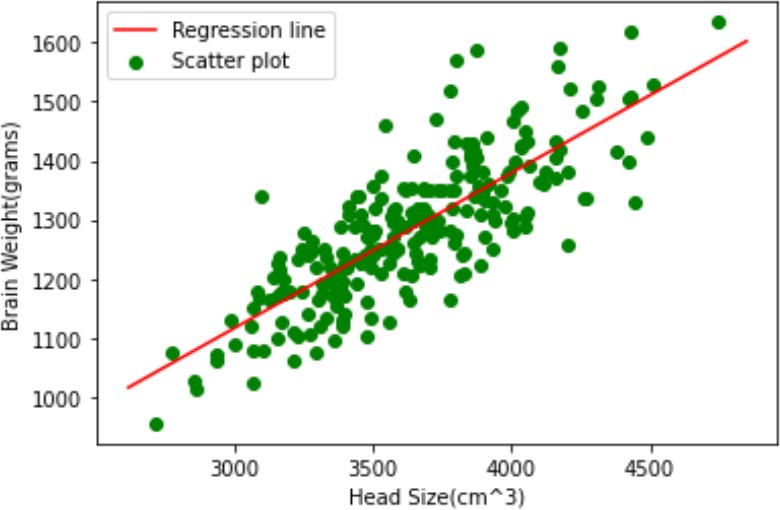 Regression line
Scatter plot
1600
1500
1400
1300
1200
1100
1000
Brain Weight(grams)
3000 3500 4000 4500
Head Size(cm^3)